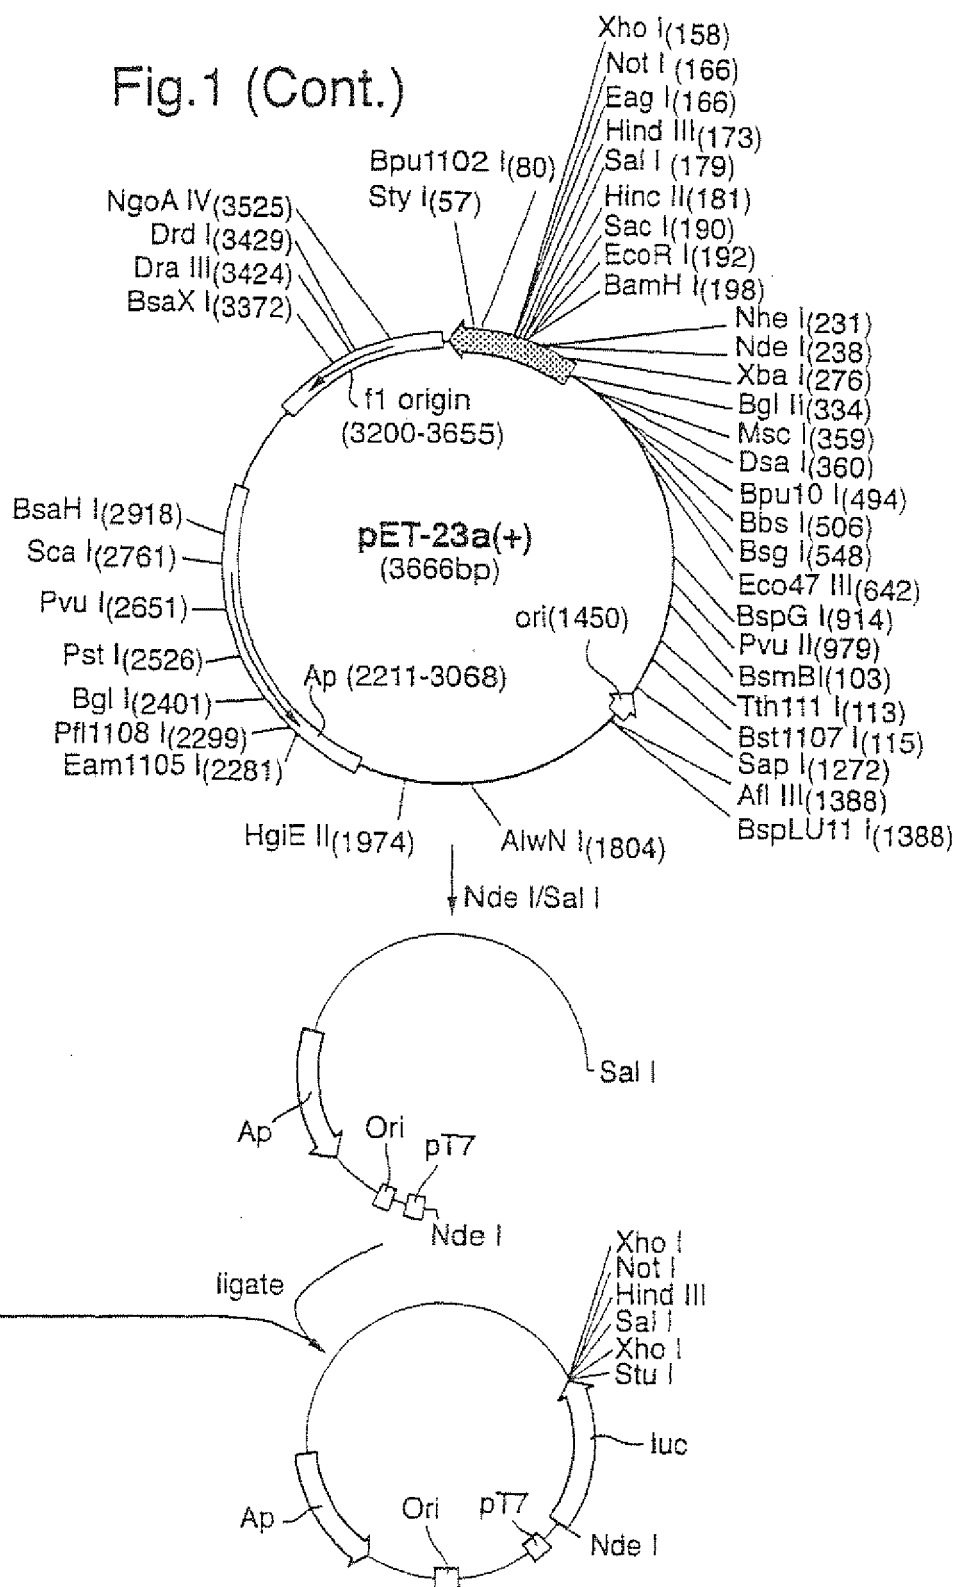 Fig.1 (Cont.)
Xho I(158)
Not I (166)
Eag I(166)
Hind III(173)
Sal I (179)
Hinc II(181)
Sac I(190)
EcoR I(192)
BamH I(198)
Bpu1102 I(80)
Sty I(57)
NgoA IV(3525)
Drd I(3429)
Dra III(3424)
BsaX I(3372)
Nhe I(231)
Nde I(238)
Xba I(276)
Bgl II(334)
Msc I(359)
Dsa I(360)
Bpu10 I(494)
Bbs I(506)
Bsg I(548)
Eco47 III(642)
BspG I(914)
Pvu II(979)
BsmBI(103)
Tth111 I(113)
Bst1107 I(115)
Sap I(1272)
Afl III(1388)
BspLU11 I(1388)
f1 origin
(3200-3655)
pET-23a(+)
(3666bp)
ori(1450)
Ap (2211-3068)
BsaH I(2918)
Sca I(2761)
Pvu I(2651)
Pst I(2526)
Bgl I(2401)
Pfl1108 I(2299)
Eam1105 I(2281)
HgiE II(1974)
AlwN I(1804)
Nde I/Sal I
Sal I
Ap
Ori
pT7
Nde I
ligate
Xho I
Not I
Hind III
Sal I
Xho I
Stu I
luc
Ap
Ori
pT7
Nde I